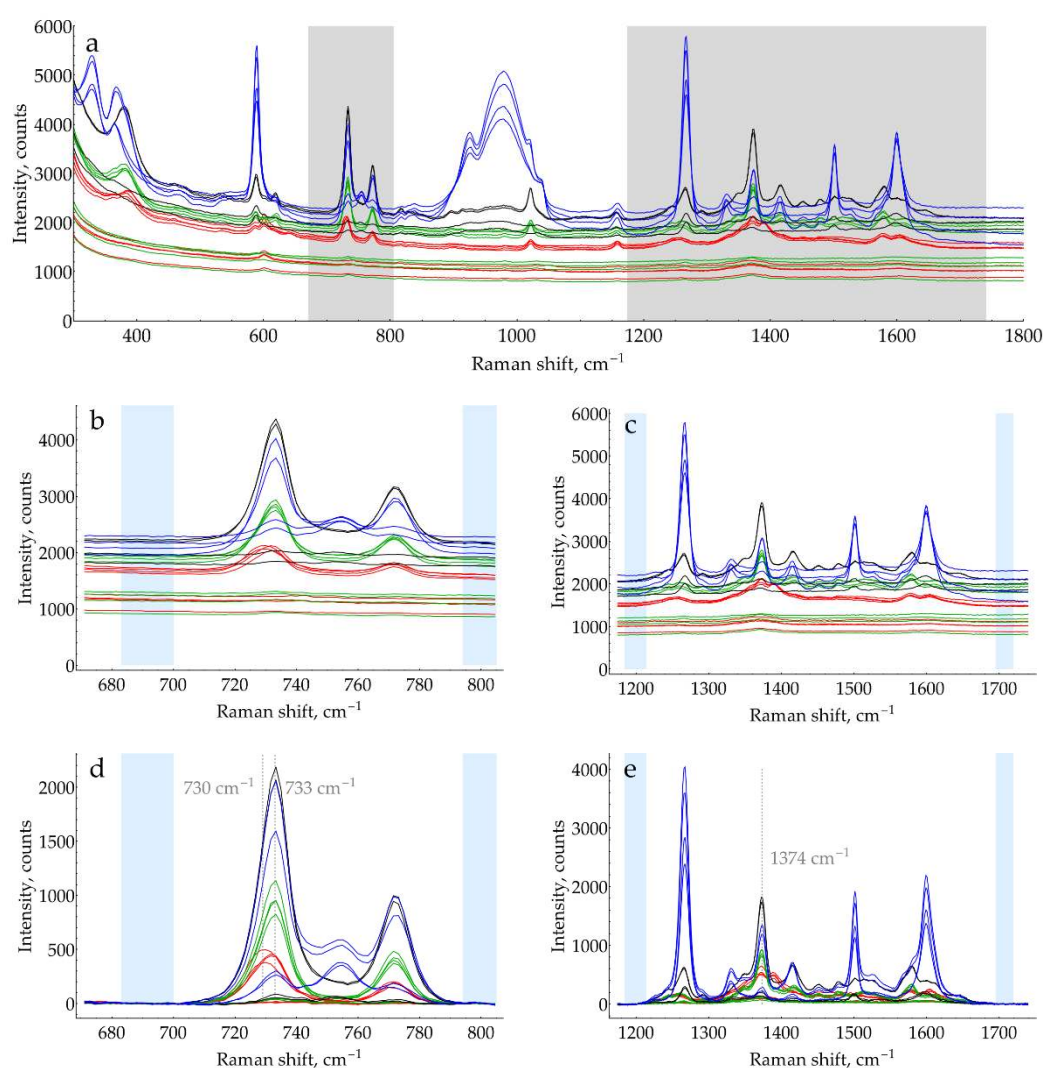 a
Intensity, counts
6000
5000
4000
3000
2000
1000
0
400 600 800 1000 1200 1400 1600 1800
Raman shift, cm−1
b
Intensity, counts
4000
3000
2000
1000
0
680 700 720 740 760 780 800
Raman shift, cm−1
c
Intensity, counts
6000
5000
4000
3000
2000
1000
0
1200 1300 1400 1500 1600 1700
Raman shift, cm−1
d
730 cm−1 733 cm−1
Intensity, counts
2000
1500
1000
500
0
680 700 720 740 760 780 800
Raman shift, cm−1
e
1374 cm−1
Intensity, counts
4000
3000
2000
1000
0
1200 1300 1400 1500 1600 1700
Raman shift, cm−1